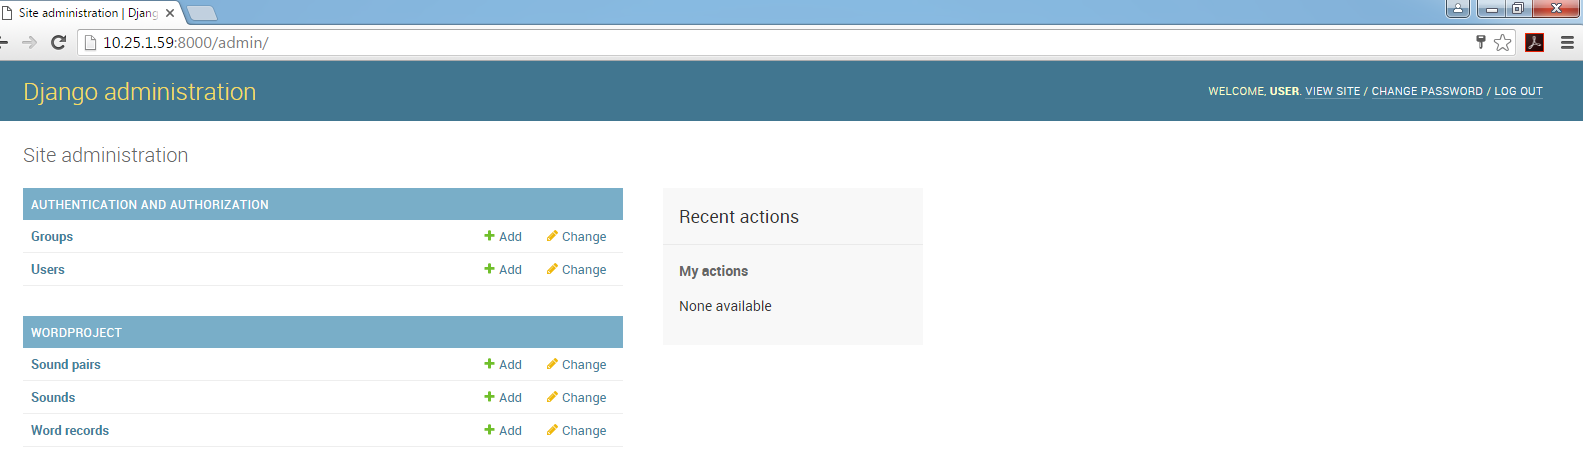 Site administration | Djang
10.25.1.59:8000/admin/
Django administration
WELCOME, USER. VIEW SITE / CHANGE PASSWORD / LOG OUT
Site administration
AUTHENTICATION AND AUTHORIZATION
Groups Add Change
Users Add Change
WORDPROJECT
Sound pairs Add Change
Sounds Add Change
Word records Add Change
Recent actions
My actions
None available